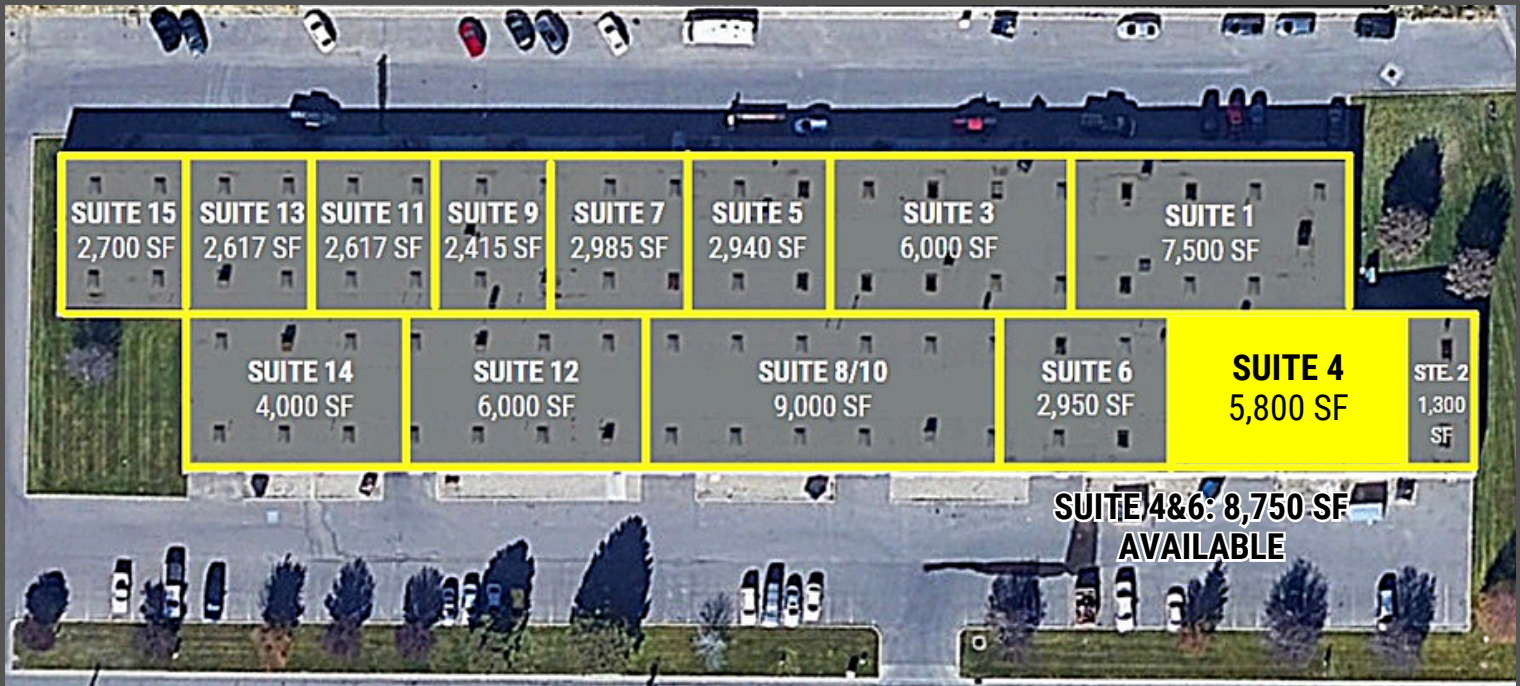 SUITE 15
2,700 SF
SUITE 13
2,617 SF
SUITE 11
2,617 SF
SUITE 9
2,415 SF
SUITE 7
2,985 SF
SUITE 5
2,940 SF
SUITE 3
6,000 SF
SUITE 1
7,500 SF
SUITE 14
4,000 SF
SUITE 12
6,000 SF
SUITE 8/10
9,000 SF
SUITE 6
2,950 SF
SUITE 4
5,800 SF
STE. 2
1,300
SF
SUITE 4&6: 8,750 SF
AVAILABLE